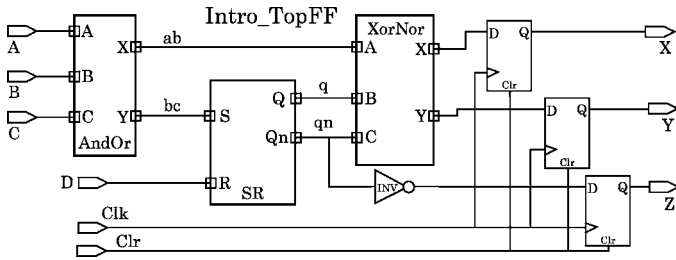 Intro_TopFF
A
B
C
D
Clk
Clr
A
B
C
X
Y
AndOr
ab
bc
S
R
Q
Qn
SR
q
qn
XorNor
A
B
C
X
Y
INV
D
Q
Clr
D
Q
Clr
D
Q
Clr
X
Y
Z